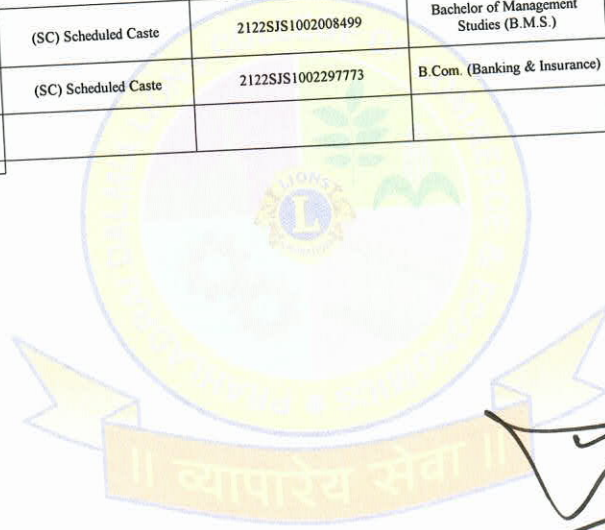 (SC) Scheduled Caste 2122SJS1002008499 Bachelor of Management
Studies (B.M.S.)
(SC) Scheduled Caste 2122SJS1002297773 B.Com. (Banking & Insurance)
LIONS
L
॥ व्यापारेय सेवा ॥